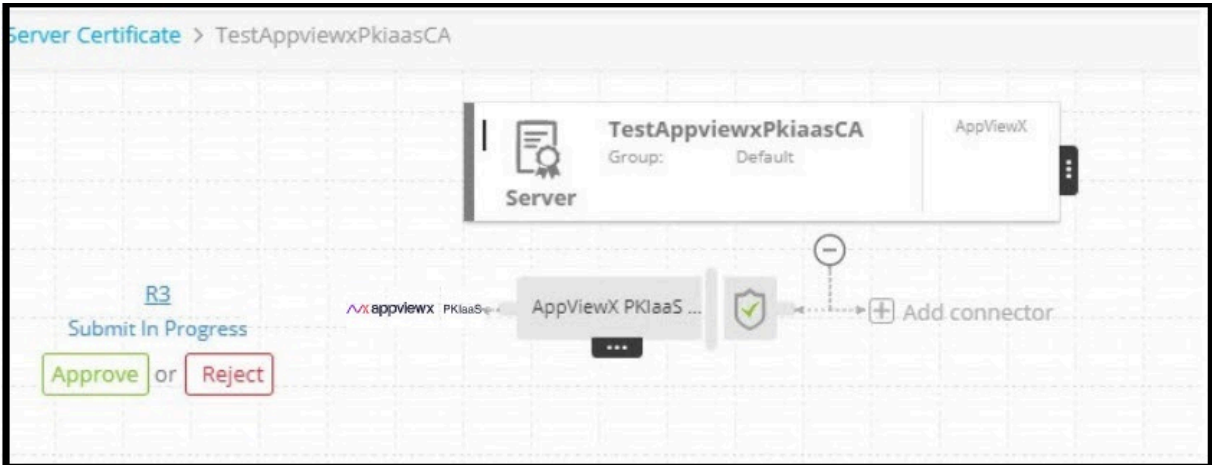 Server Certificate > TestAppviewxPkiaasCA
TestAppviewxPkiaasCA
AppViewX
Group: Default
Server
R3
Submit In Progress
Approve or Reject
appviewx PKIaaS
AppViewX PKIaaS ...
Add connector